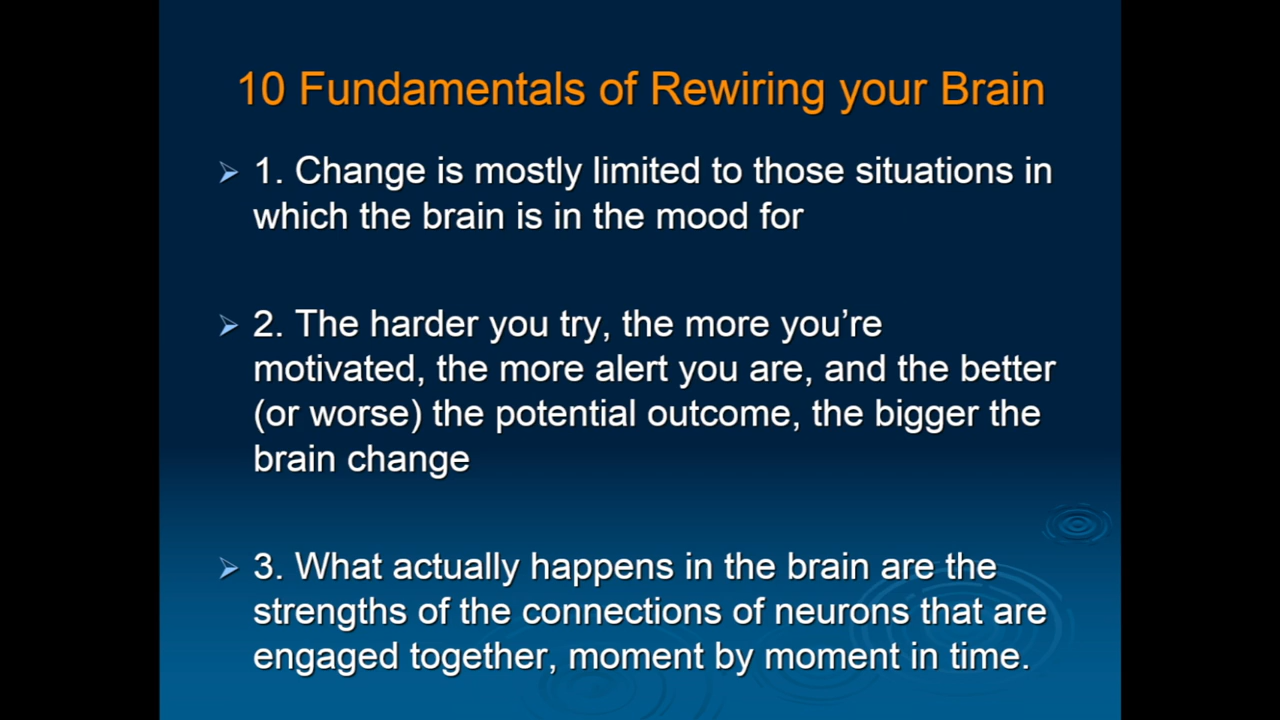 10 Fundamentals of Rewiring your Brain
1. Change is mostly limited to those situations in
which the brain is in the mood for
2. The harder you try, the more you’re
motivated, the more alert you are, and the better
(or worse) the potential outcome, the bigger the
brain change
3. What actually happens in the brain are the
strengths of the connections of neurons that are
engaged together, moment by moment in time.